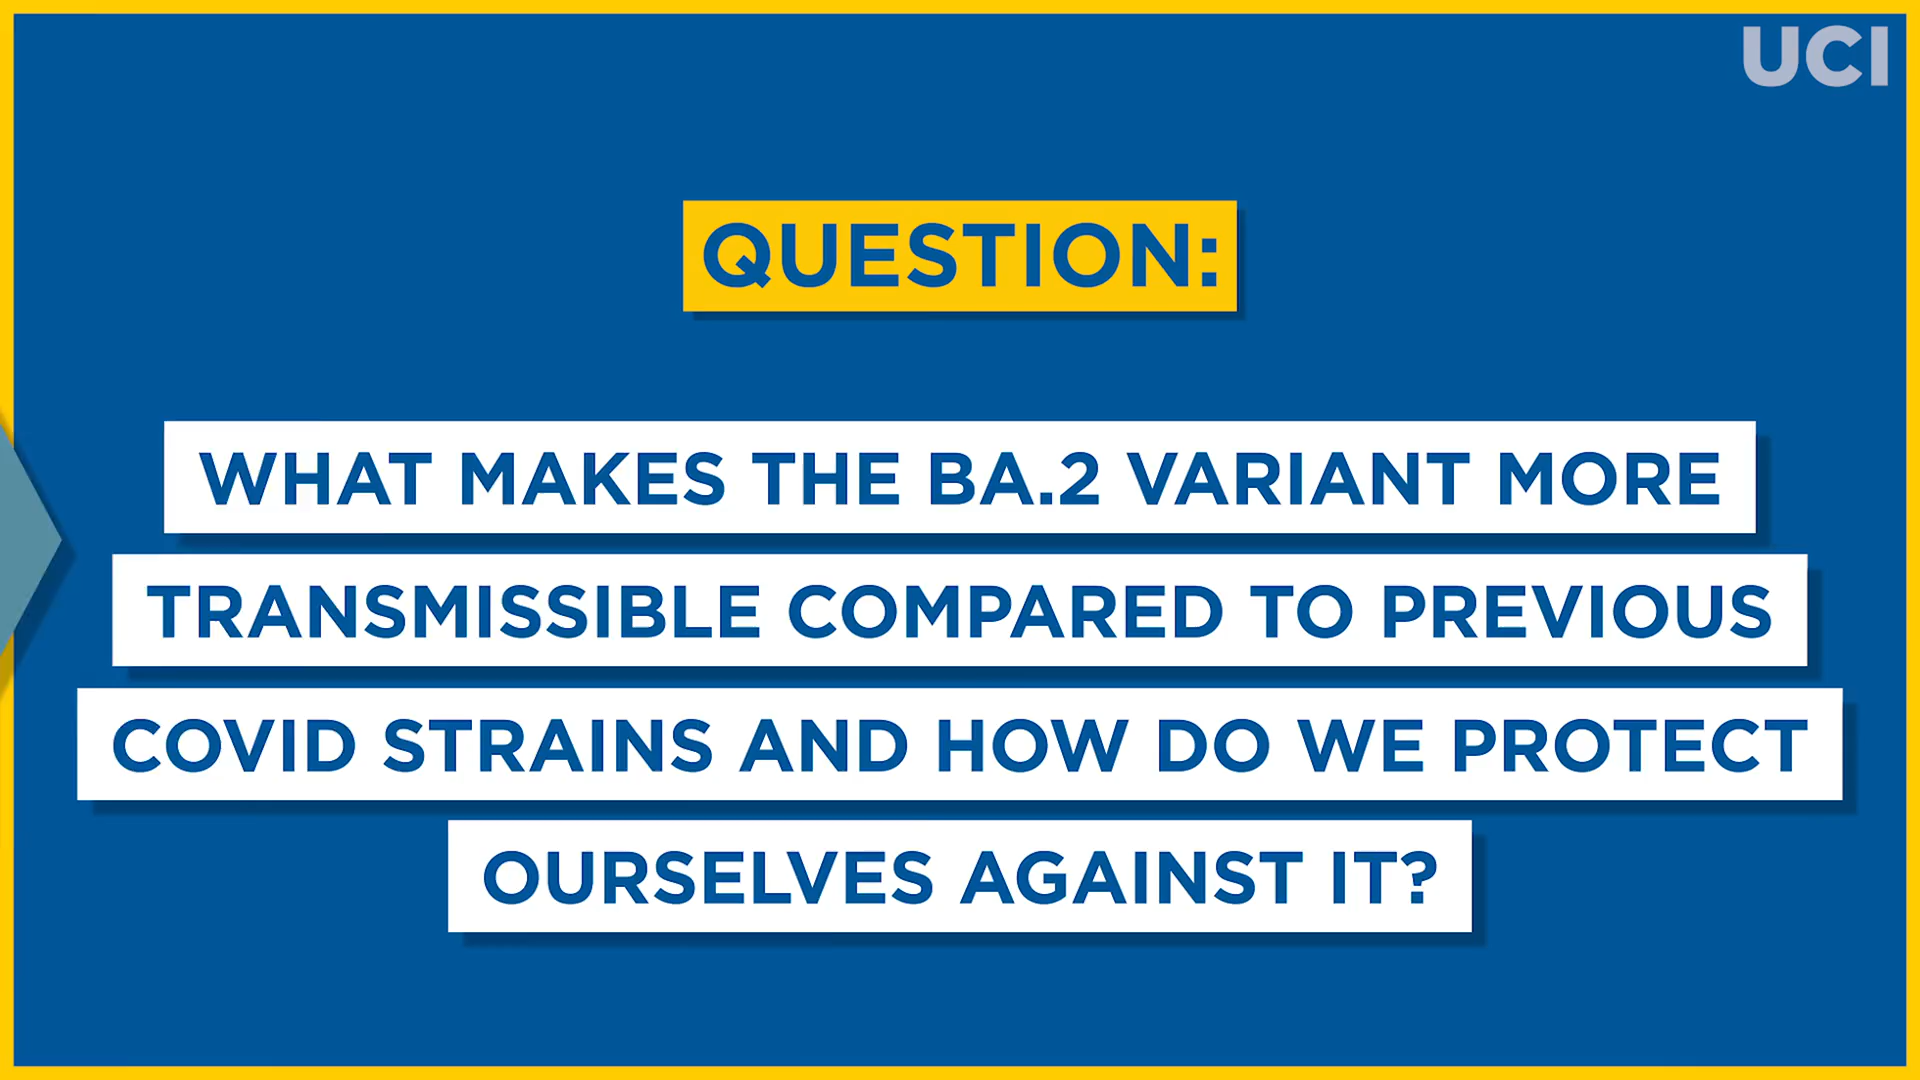 UCI
QUESTION:
WHAT MAKES THE BA.2 VARIANT MORE
TRANSMISSIBLE COMPARED TO PREVIOUS
COVID STRAINS AND HOW DO WE PROTECT
OURSELVES AGAINST IT?